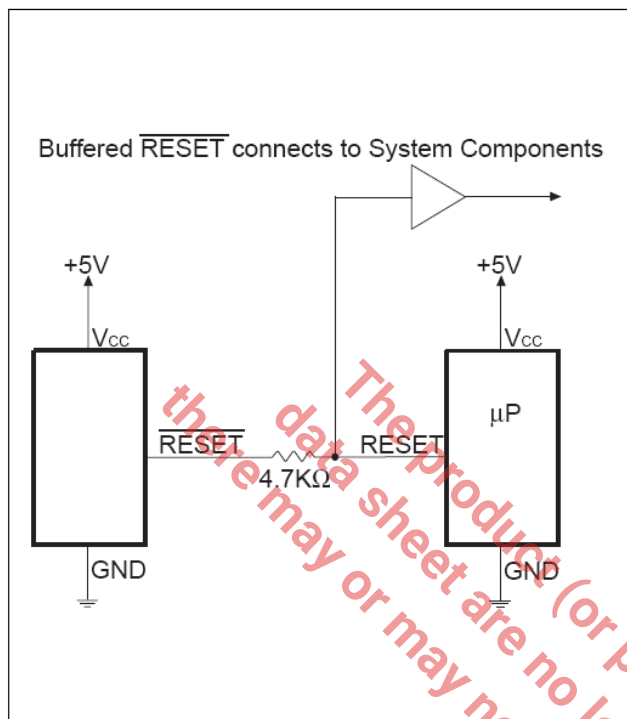 Buffered RESET connects to System Components
+5V
+5V
VCC
VCC
μP
RESET
RESET
4.7KΩ
GND
GND
The product (or p
data sheet are no l
there may or may no